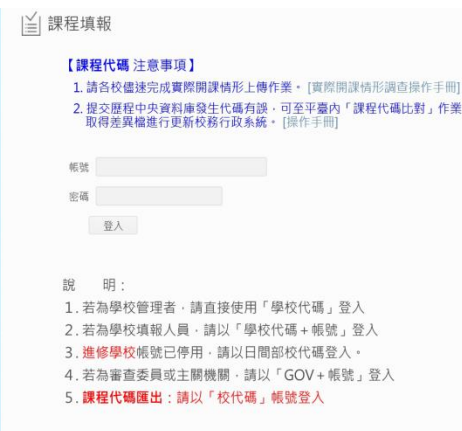 課程填報
【課程代碼 注意事項】
1. 請各校儘速完成實際開課情形上傳作業。[實際開課情形調查操作手冊]
2. 提交歷程中央資料庫發生代碼有誤，可至平臺內「課程代碼比對」作業
取得差異檔進行更新校務行政系統。[操作手冊]
帳號
密碼
登入
說　　明：
1. 若為學校管理者，請直接使用「學校代碼」登入
2. 若為學校填報人員，請以「學校代碼+帳號」登入
3. 進修學校帳號已停用，請以日間部校代碼登入。
4. 若為審查委員或主關機關，請以「GOV+帳號」登入
5. 課程代碼匯出：請以「校代碼」帳號登入